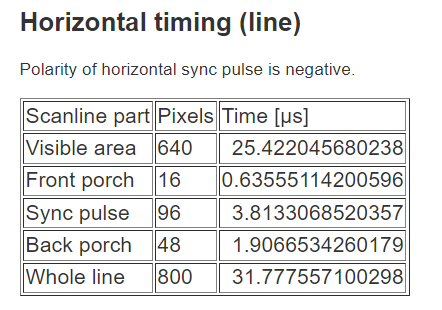 Horizontal timing (line)
Polarity of horizontal sync pulse is negative.
Scanline part Pixels Time [µs]
Visible area 640 25.422045680238
Front porch 16 0.63555114200596
Sync pulse 96 3.8133068520357
Back porch 48 1.9066534260179
Whole line 800 31.777557100298